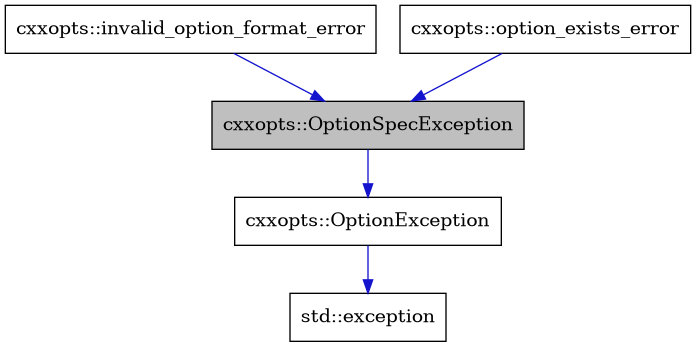 cxxopts::invalid_option_format_error
cxxopts::option_exists_error
cxxopts::OptionSpecException
cxxopts::OptionException
std::exception